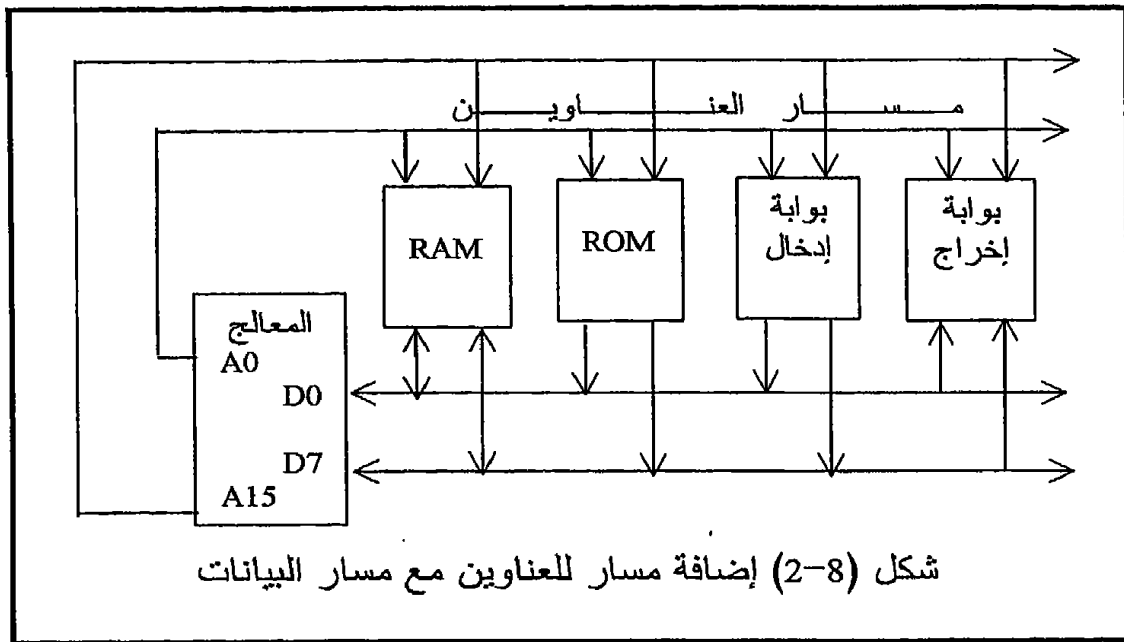 مسار العناوين
RAM
ROM
بوابة
إدخال
بوابة
إخراج
المعالج
A0
D0
D7
A15
شكل (8-2) إضافة مسار للعناوين مع مسار البيانات